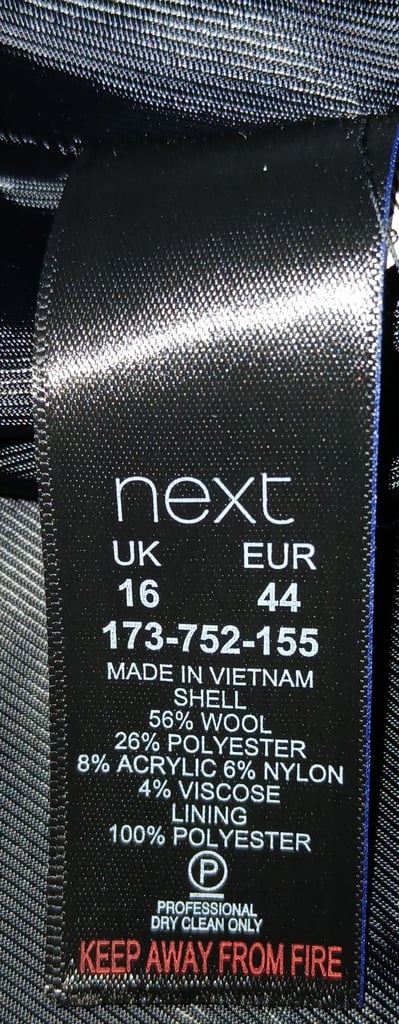 next
UK EUR
16 44
173-752-155
MADE IN VIETNAM
SHELL
56% WOOL
26% POLYESTER
8% ACRYLIC 6% NYLON
4% VISCOSE
LINING
100% POLYESTER
P
PROFESSIONAL
DRY CLEAN ONLY
KEEP AWAY FROM FIRE